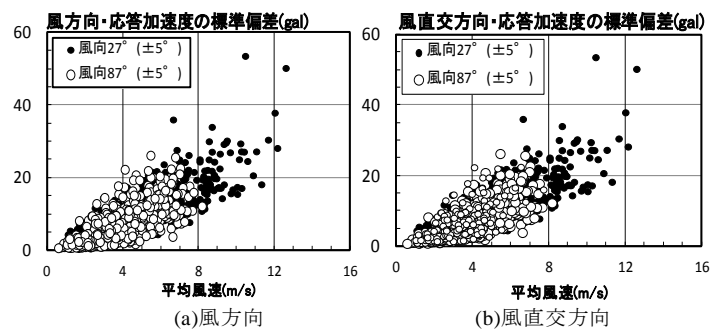 風方向・応答加速度の標準偏差(gal)
60
40
20
0
●風向27°(±5°)
○風向87°(±5°)
0 4 8 12 16
平均風速(m/s)
(a)風方向
風直交方向・応答加速度の標準偏差(gal)
60
40
20
0
●風向27°(±5°)
○風向87°(±5°)
0 4 8 12 16
平均風速(m/s)
(b)風直交方向